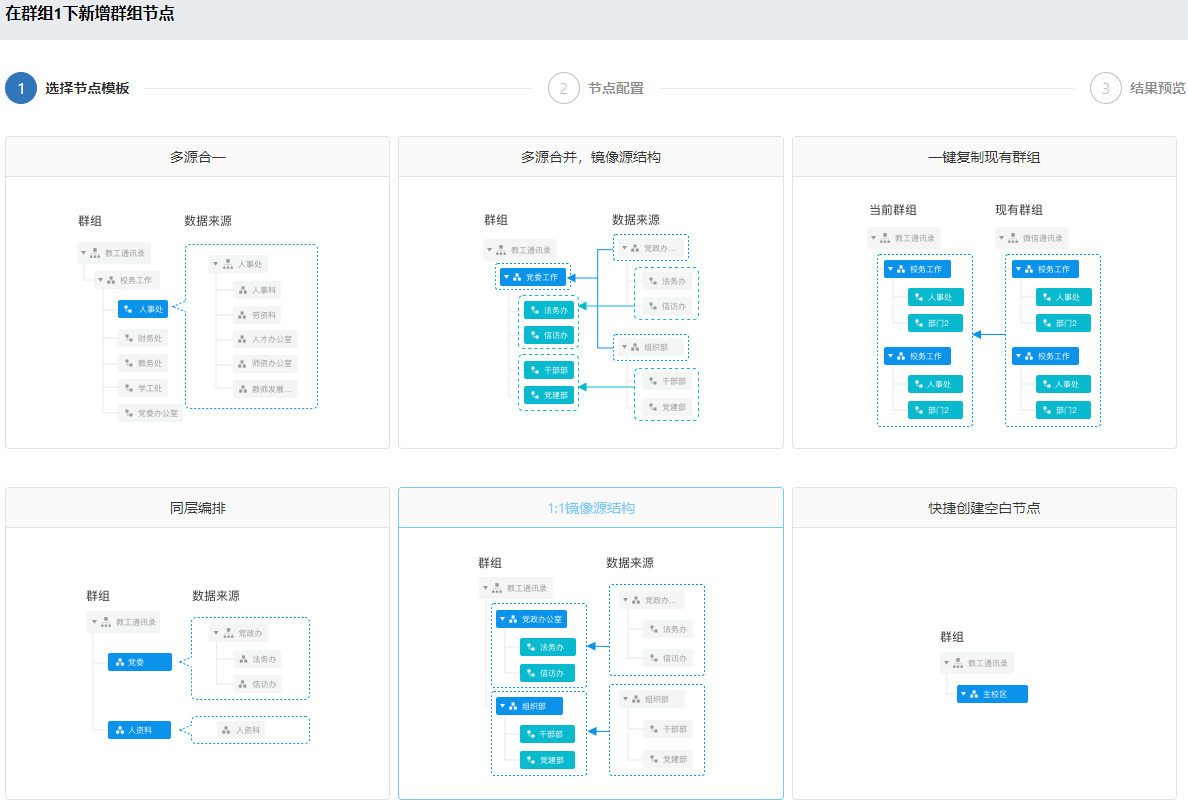 在群组1下新增群组节点
1 选择节点模板
2 节点配置
3 结果预览
多源合一
群组
数据来源
教工通讯录
校务工作
人事处
财务处
教务处
学工处
党委办公室
人事处
人事科
劳资科
人才办公室
师资办公室
教师发展...
多源合并，镜像源结构
群组
数据来源
教工通讯录
党委工作
法务办
信访办
干部部
党建部
党政办...
法务办
信访办
组织部
干部部
党建部
一键复制现有群组
当前群组
现有群组
教工通讯录
校务工作
人事处
部门2
校务工作
人事处
部门2
微信通讯录
校务工作
人事处
部门2
校务工作
人事处
部门2
同层编排
群组
数据来源
教工通讯录
党委
人资科
党政办
法务办
信访办
人资科
1:1镜像源结构
群组
数据来源
教工通讯录
党政办公室
法务办
信访办
组织部
干部部
党建部
党政办...
法务办
信访办
组织部
干部部
党建部
快捷创建空白节点
群组
教工通讯录
主校区